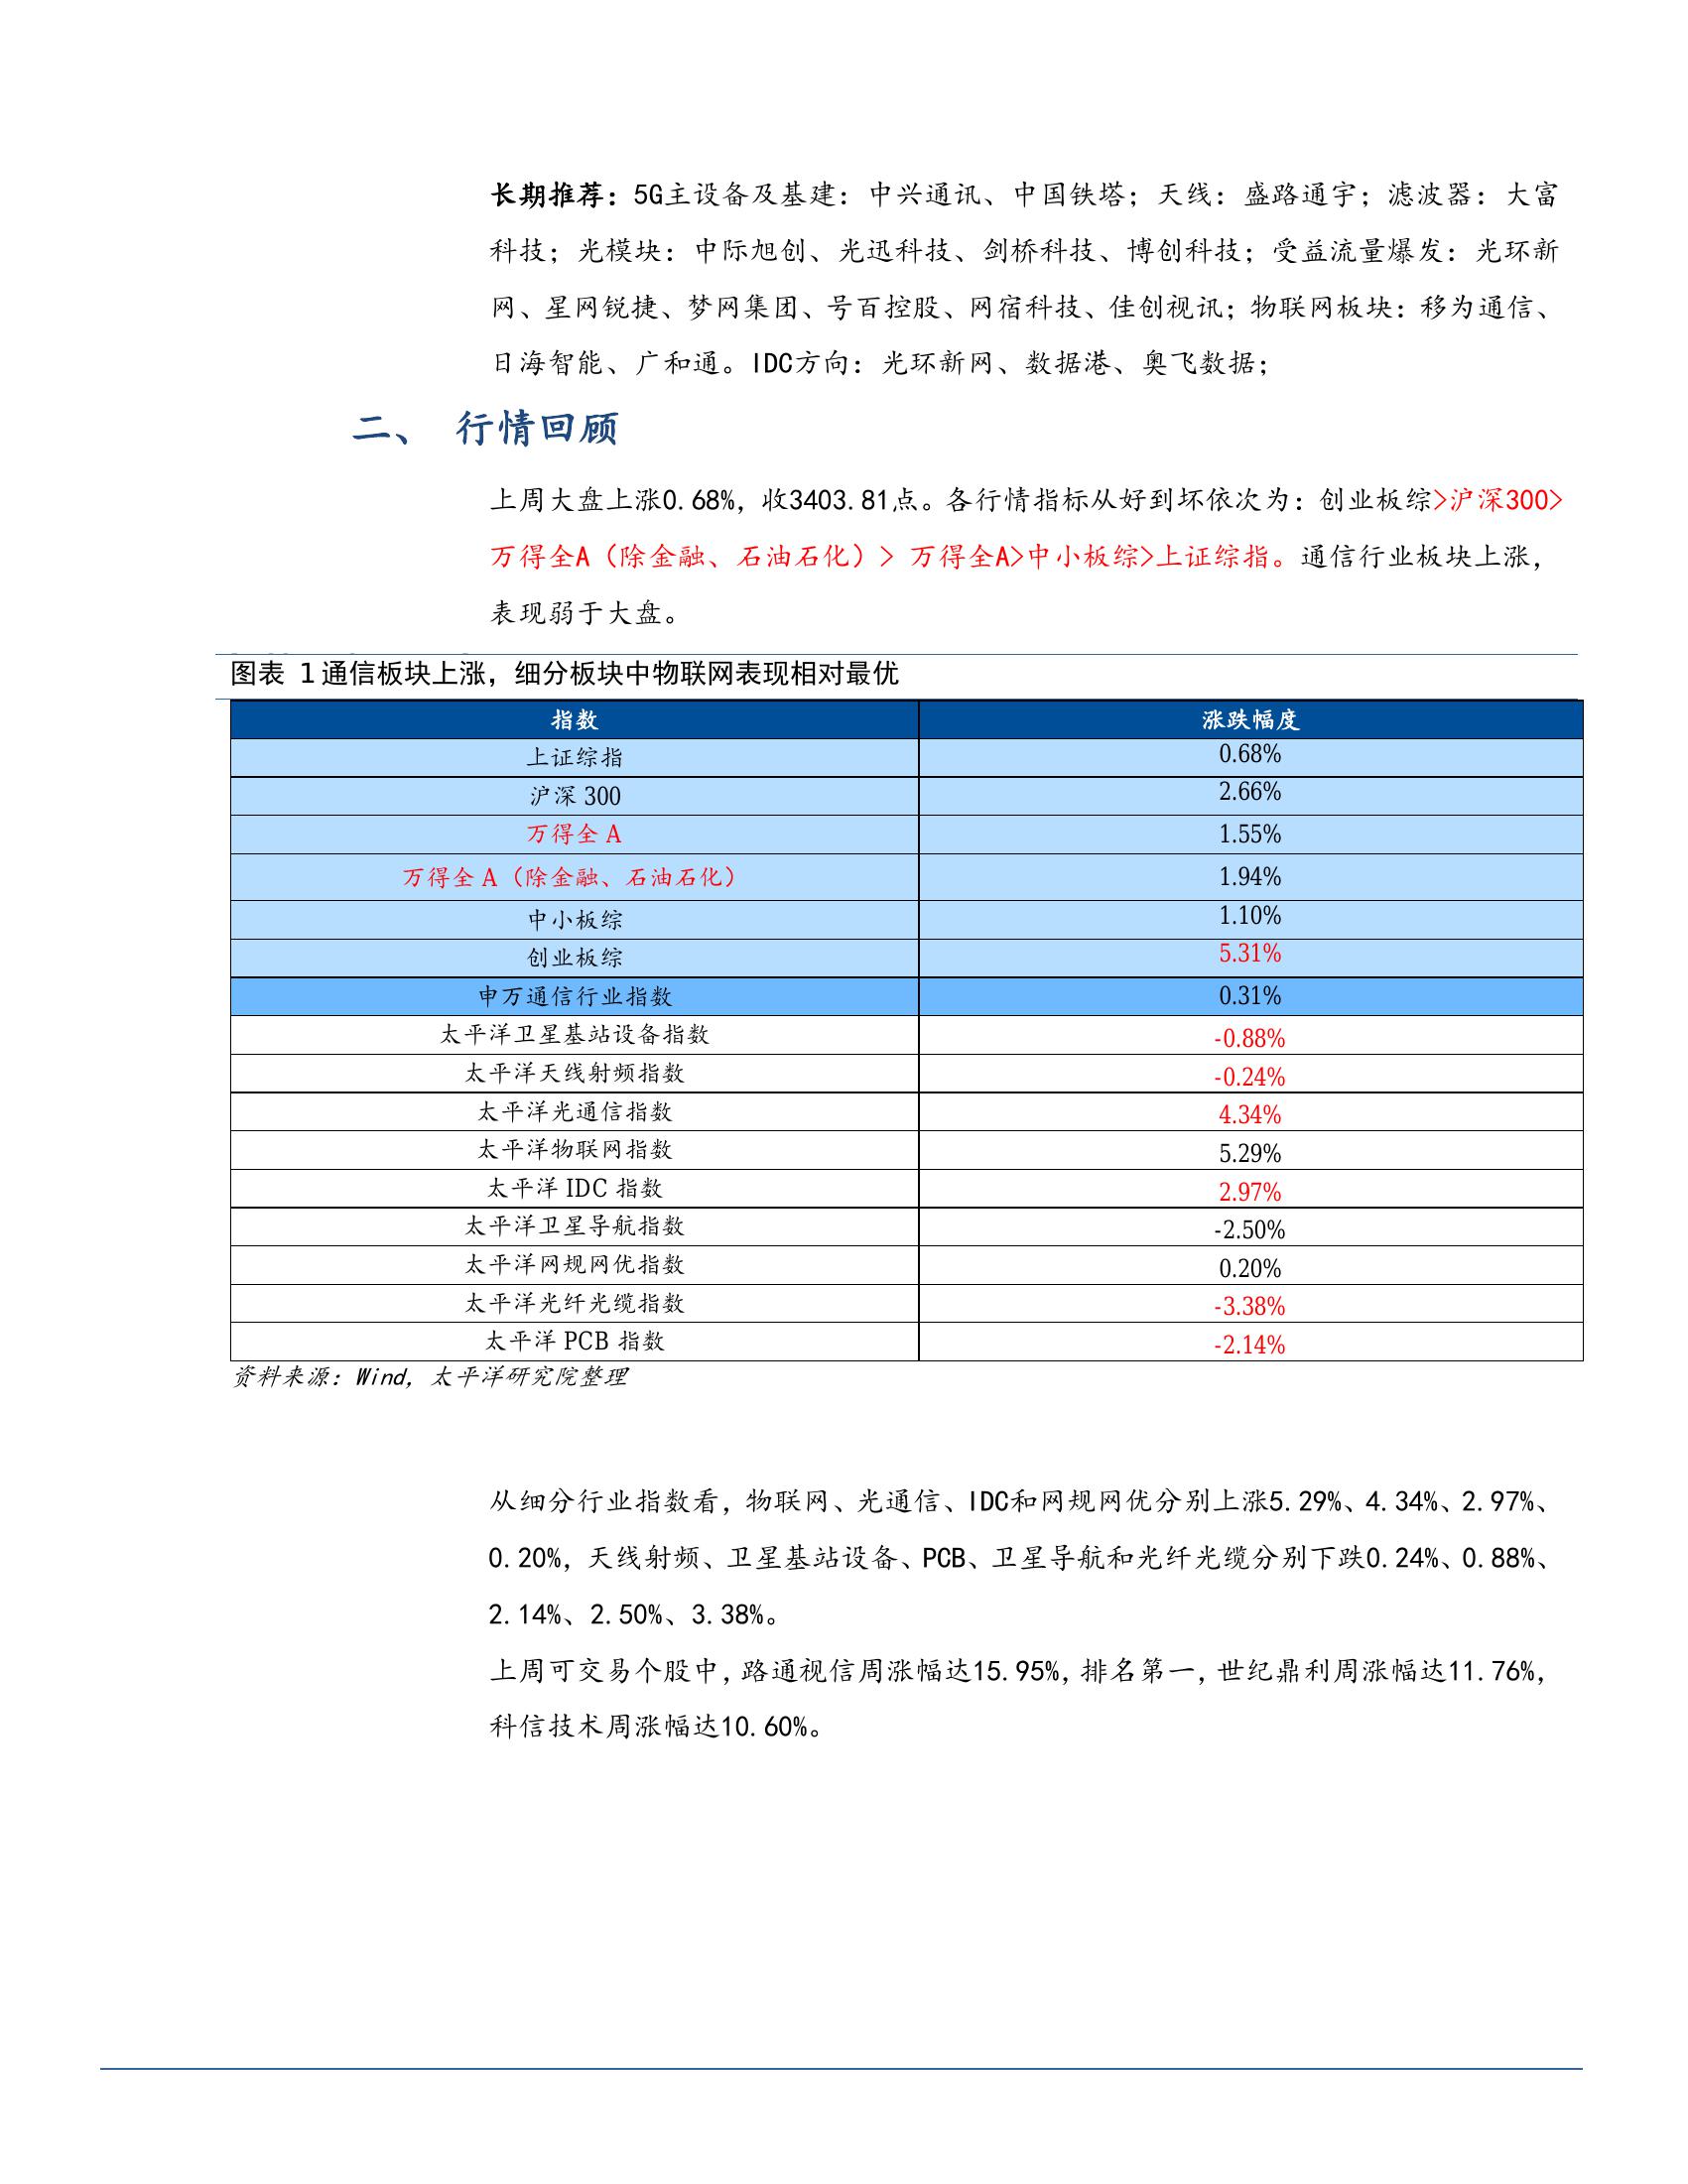 长期推荐：5G主设备及基建：中兴通讯、中国铁塔；天线：盛路通宇；滤波器：大富
科技；光模块：中际旭创、光迅科技、剑桥科技、博创科技；受益流量爆发：光环新
网、星网锐捷、梦网集团、号百控股、网宿科技、佳创视讯；物联网板块：移为通信、
日海智能、广和通。IDC方向：光环新网、数据港、奥飞数据；
二、 行情回顾
上周大盘上涨0.68%，收3403.81点。各行情指标从好到坏依次为：创业板综>沪深300>
万得全A（除金融、石油石化）> 万得全A>中小板综>上证综指。通信行业板块上涨，
表现弱于大盘。
图表 1 通信板块上涨，细分板块中物联网表现相对最优
指数 涨跌幅度
上证综指 0.68%
沪深 300 2.66%
万得全 A 1.55%
万得全 A（除金融、石油石化） 1.94%
中小板综 1.10%
创业板综 5.31%
申万通信行业指数 0.31%
太平洋卫星基站设备指数 -0.88%
太平洋天线射频指数 -0.24%
太平洋光通信指数 4.34%
太平洋物联网指数 5.29%
太平洋 IDC 指数 2.97%
太平洋卫星导航指数 -2.50%
太平洋网规网优指数 0.20%
太平洋光纤光缆指数 -3.38%
太平洋 PCB 指数 -2.14%
资料来源：Wind，太平洋研究院整理
从细分行业指数看，物联网、光通信、IDC和网规网优分别上涨5.29%、4.34%、2.97%、
0.20%，天线射频、卫星基站设备、PCB、卫星导航和光纤光缆分别下跌0.24%、0.88%、
2.14%、2.50%、3.38%。
上周可交易个股中，路通视信周涨幅达15.95%，排名第一，世纪鼎利周涨幅达11.76%，
科信技术周涨幅达10.60%。